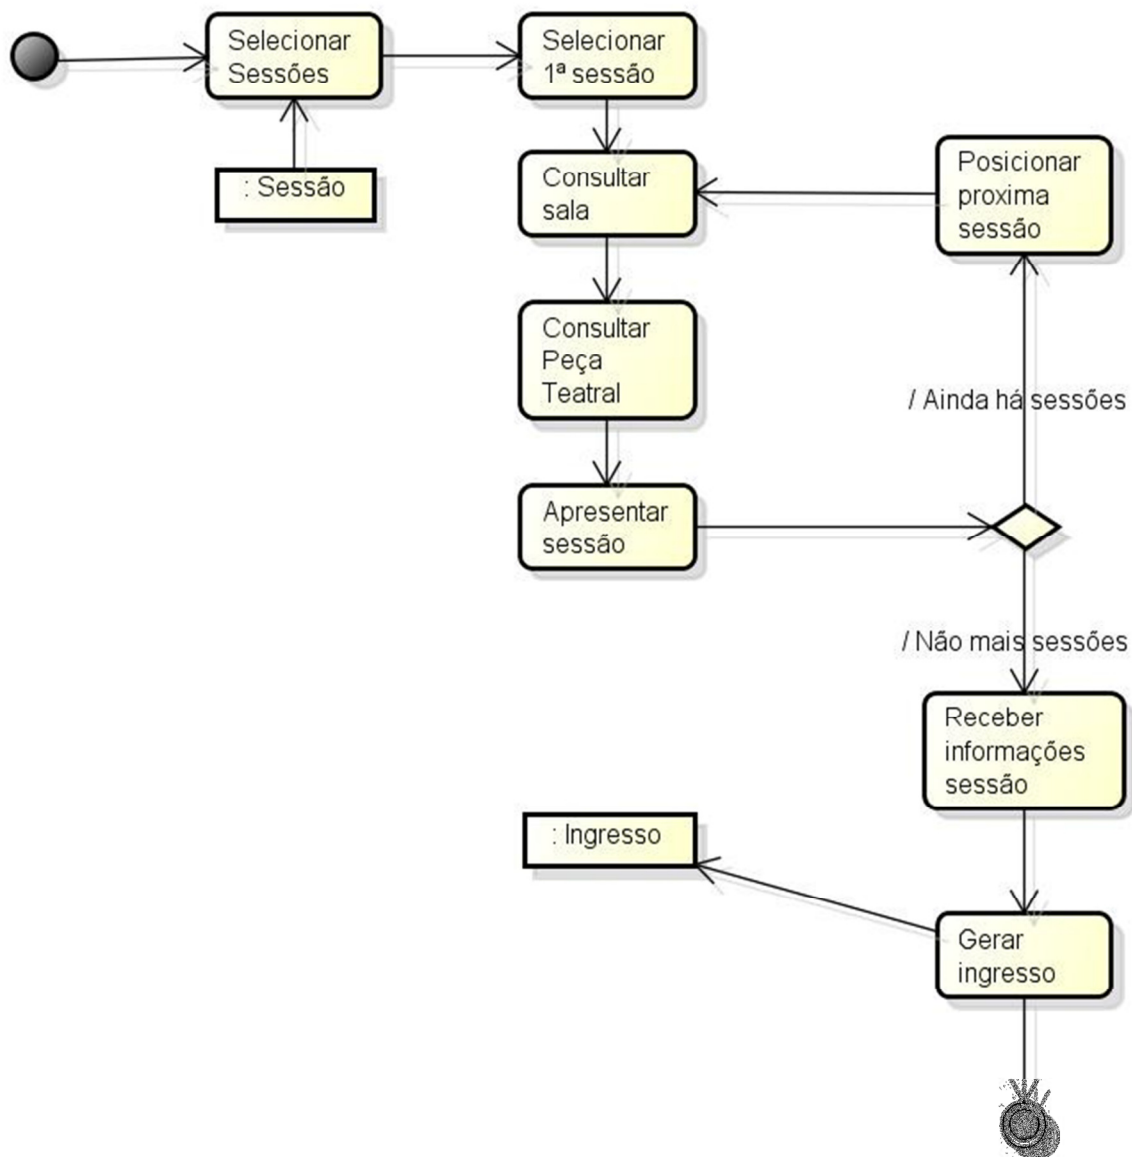 Selecionar
Sessões
Selecionar
1ª sessão
: Sessão
Consultar
sala
Posicionar
proxima
sessão
Consultar
Peça
Teatral
/ Ainda há sessões
Apresentar
sessão
/ Não mais sessões
Receber
informações
sessão
: Ingresso
Gerar
ingresso